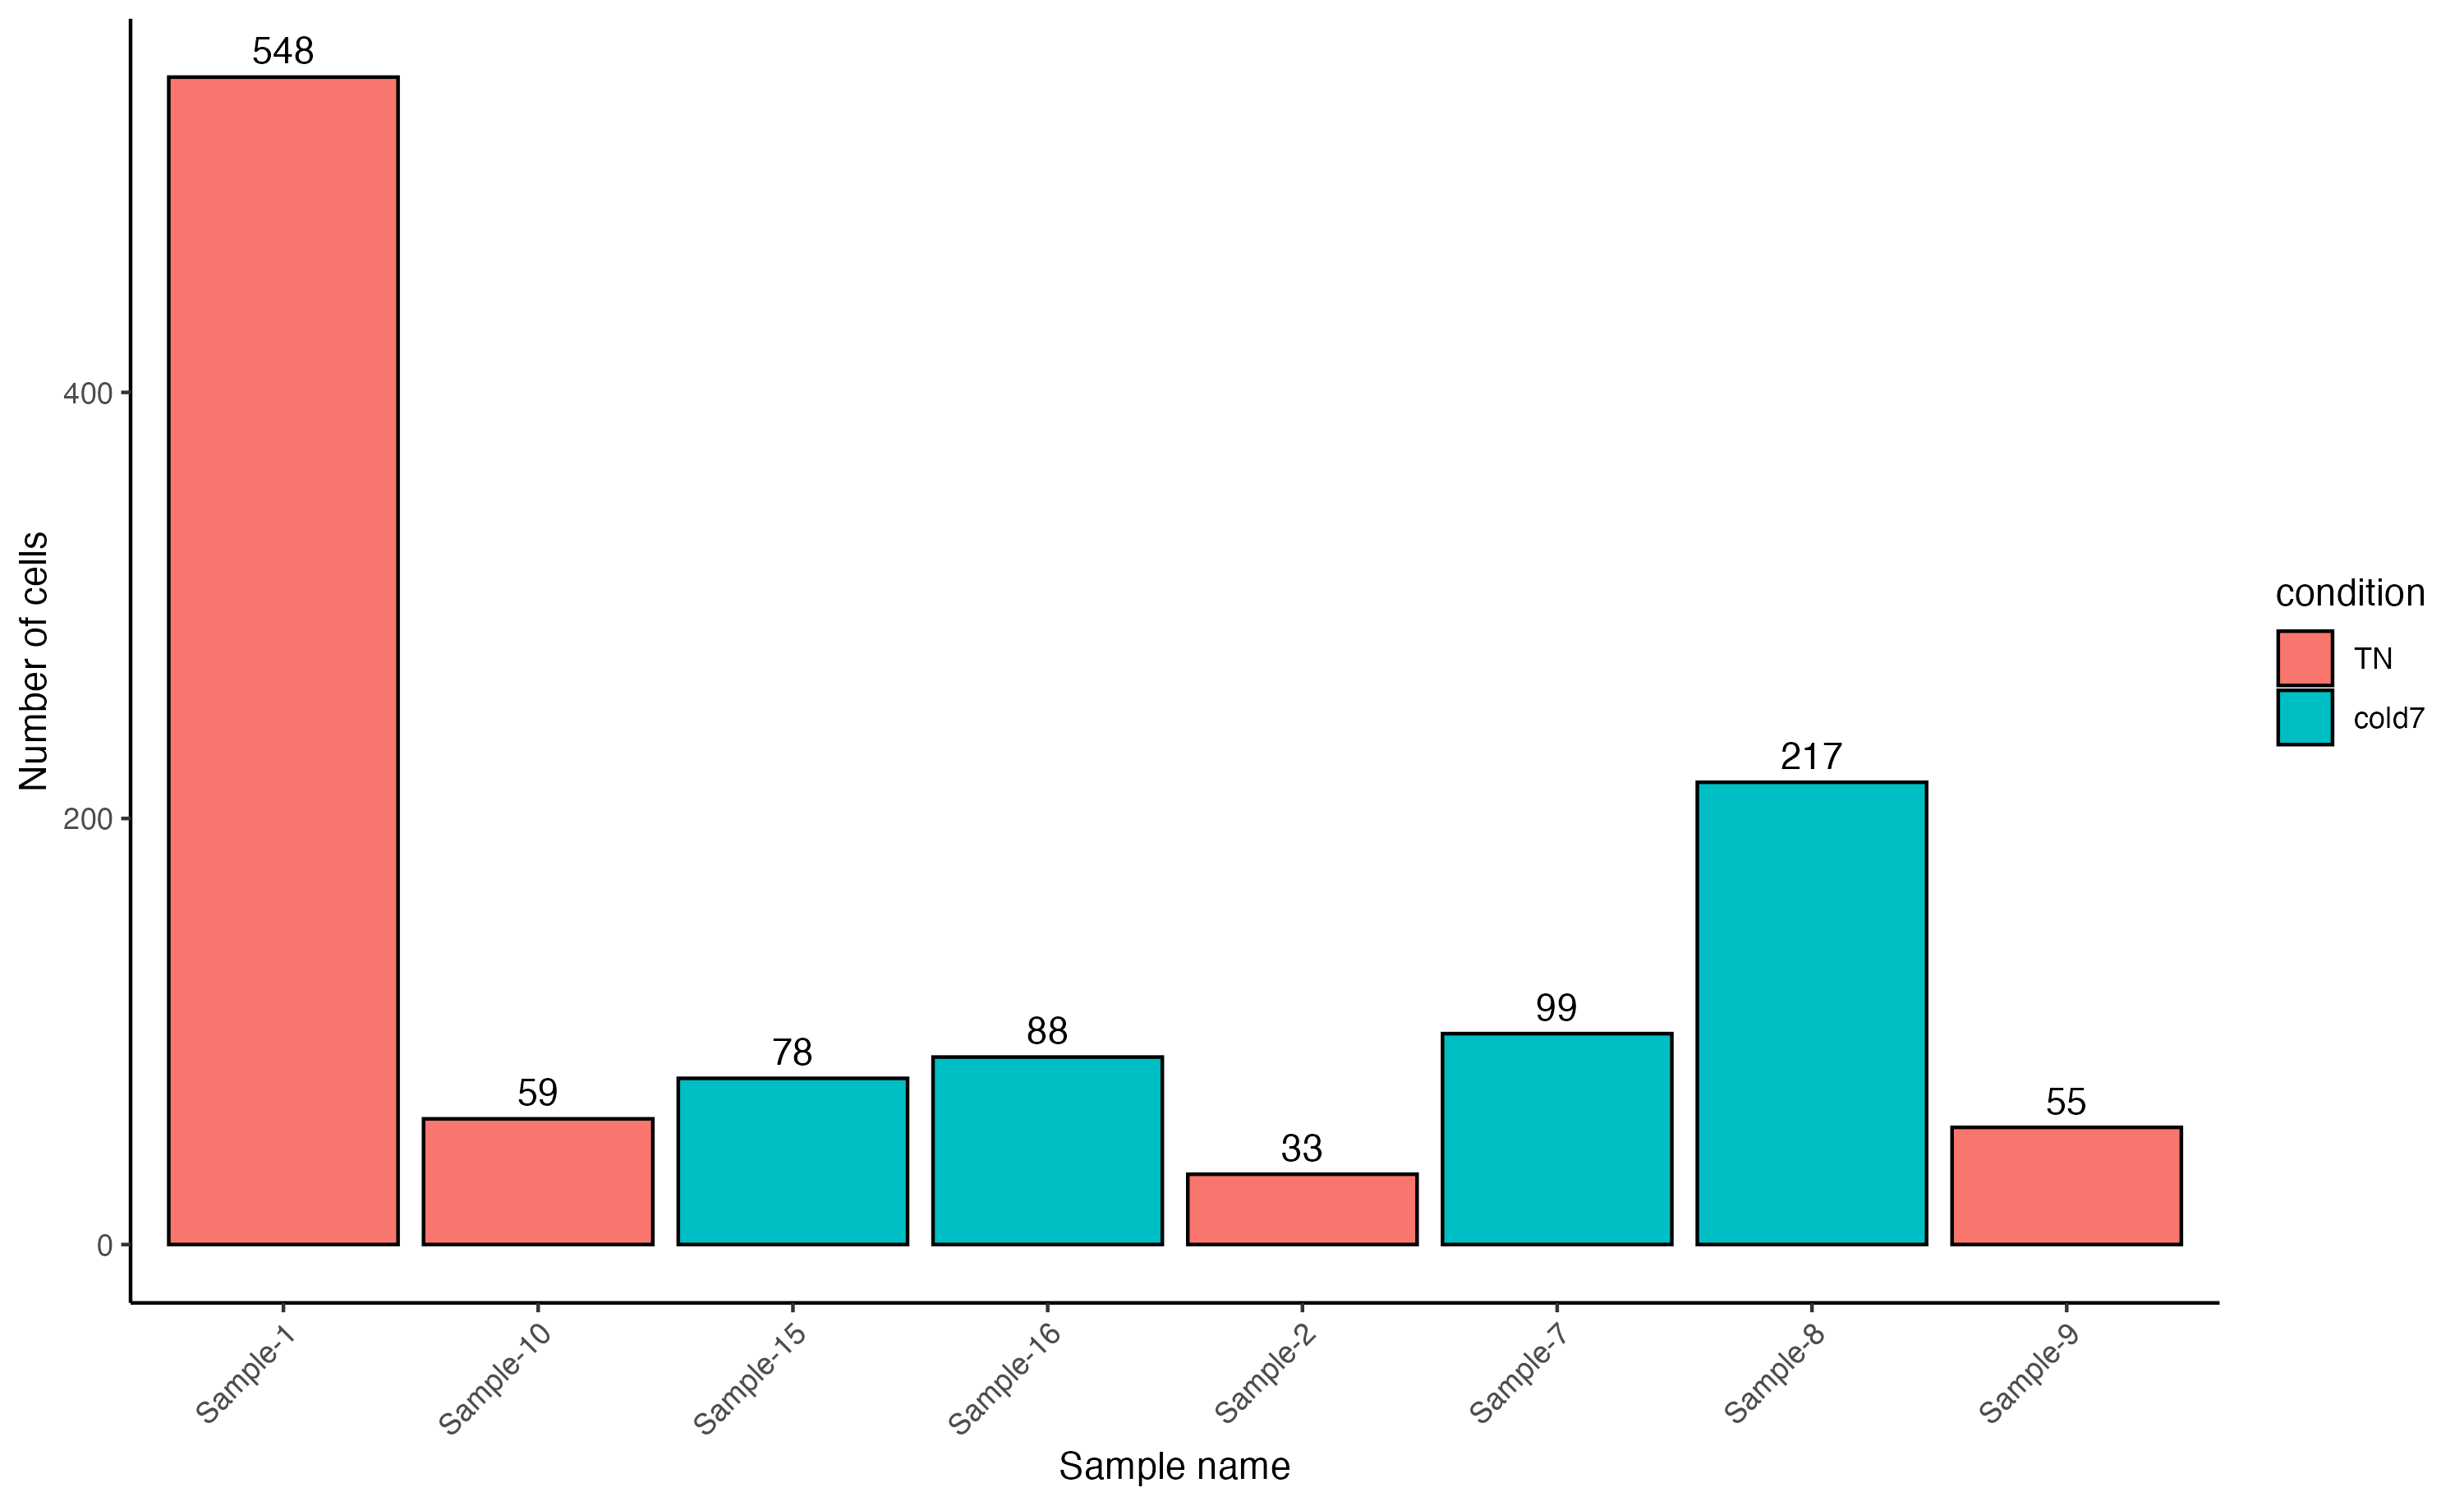 548
59
78
88
33
99
217
55
Number of cells
400
200
0
Sample-1
Sample-10
Sample-15
Sample-16
Sample-2
Sample-7
Sample-8
Sample-9
Sample name
condition
TN
cold7